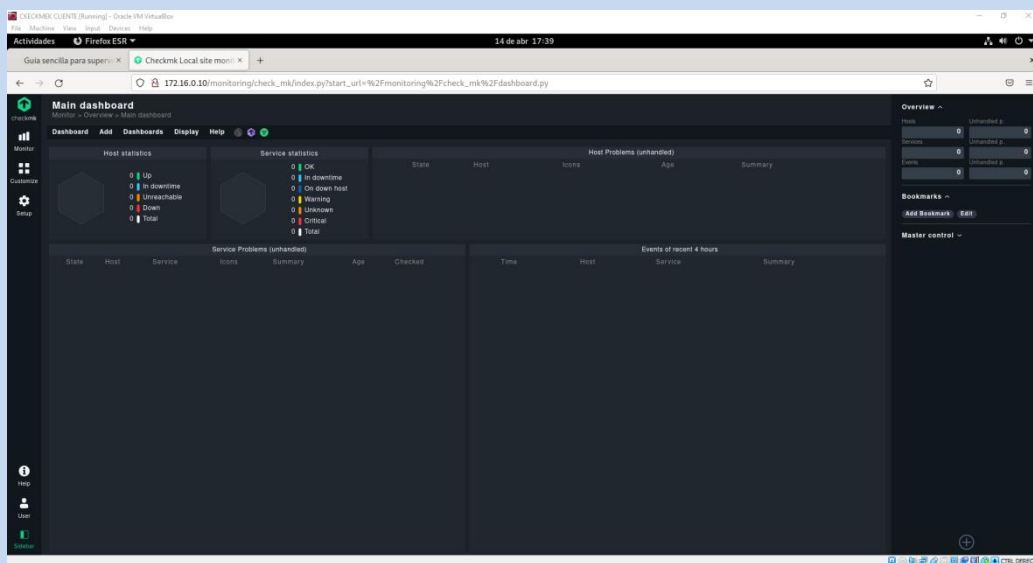 CKECKMEK CLIENTE [Running] - Oracle VM VirtualBox
File Machine View Input Devices Help
Actividades Firefox ESR 14 de abr 17:39
Guía sencilla para supervi Checkmk Local site moni
172.16.0.10/monitoring/check_mk/index.py?start_url=%2Fmonitoring%2Fcheck_mk%2Fdashboard.py
checkmk
Monitor
Customize
Setup
Help
User
Sidebar
Main dashboard
Monitor > Overview > Main dashboard
Dashboard Add Dashboards Display Help
Host statistics
0 Up
0 In downtime
0 Unreachable
0 Down
0 Total
Service statistics
0 OK
0 In downtime
0 On down host
0 Warning
0 Unknown
0 Critical
0 Total
Host Problems (unhandled)
State Host Icons Age Summary
Service Problems (unhandled)
State Host Service Icons Summary Age Checked
Events of recent 4 hours
Time Host Service Summary
Overview
Hosts Unhandled p.
0 0
Services Unhandled p.
0 0
Events Unhandled p.
0 0
Bookmarks
Add Bookmark Edit
Master control
CTRL DERECHA